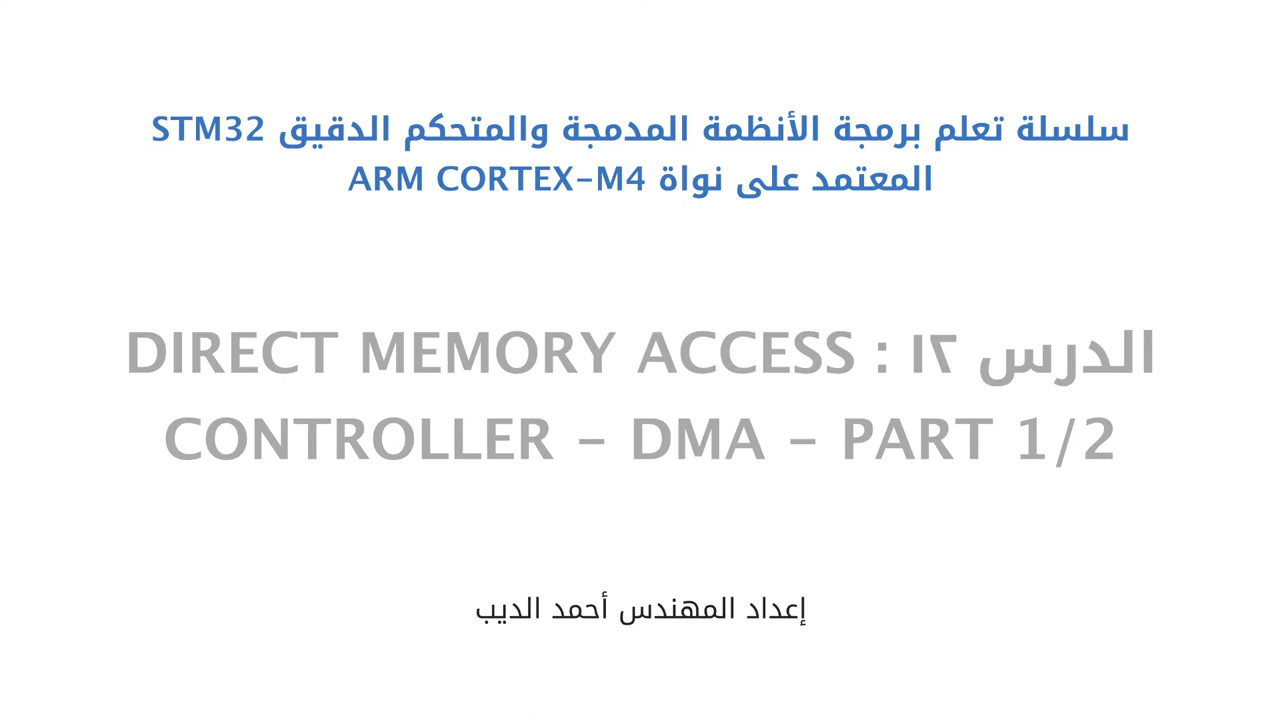 سلسلة تعلم برمجة الأنظمة المدمجة والمتحكم الدقيق STM32
المعتمد على نواة ARM CORTEX-M4
الدرس ١٢ : DIRECT MEMORY ACCESS
CONTROLLER - DMA - PART 1/2
إعداد المهندس أحمد الديب